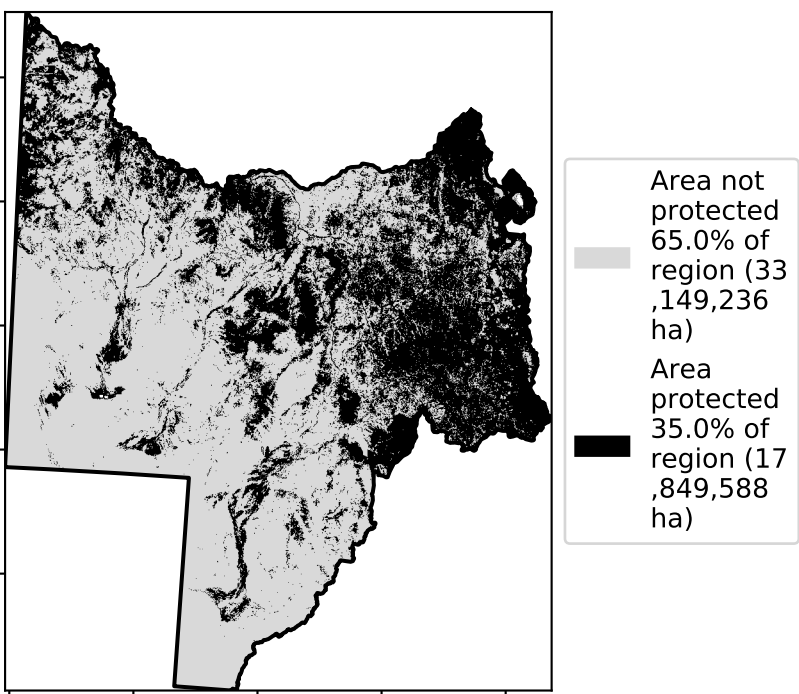 Area not
protected
65.0% of
region (33
,149,236
ha)
Area
protected
35.0% of
region (17
,849,588
ha)